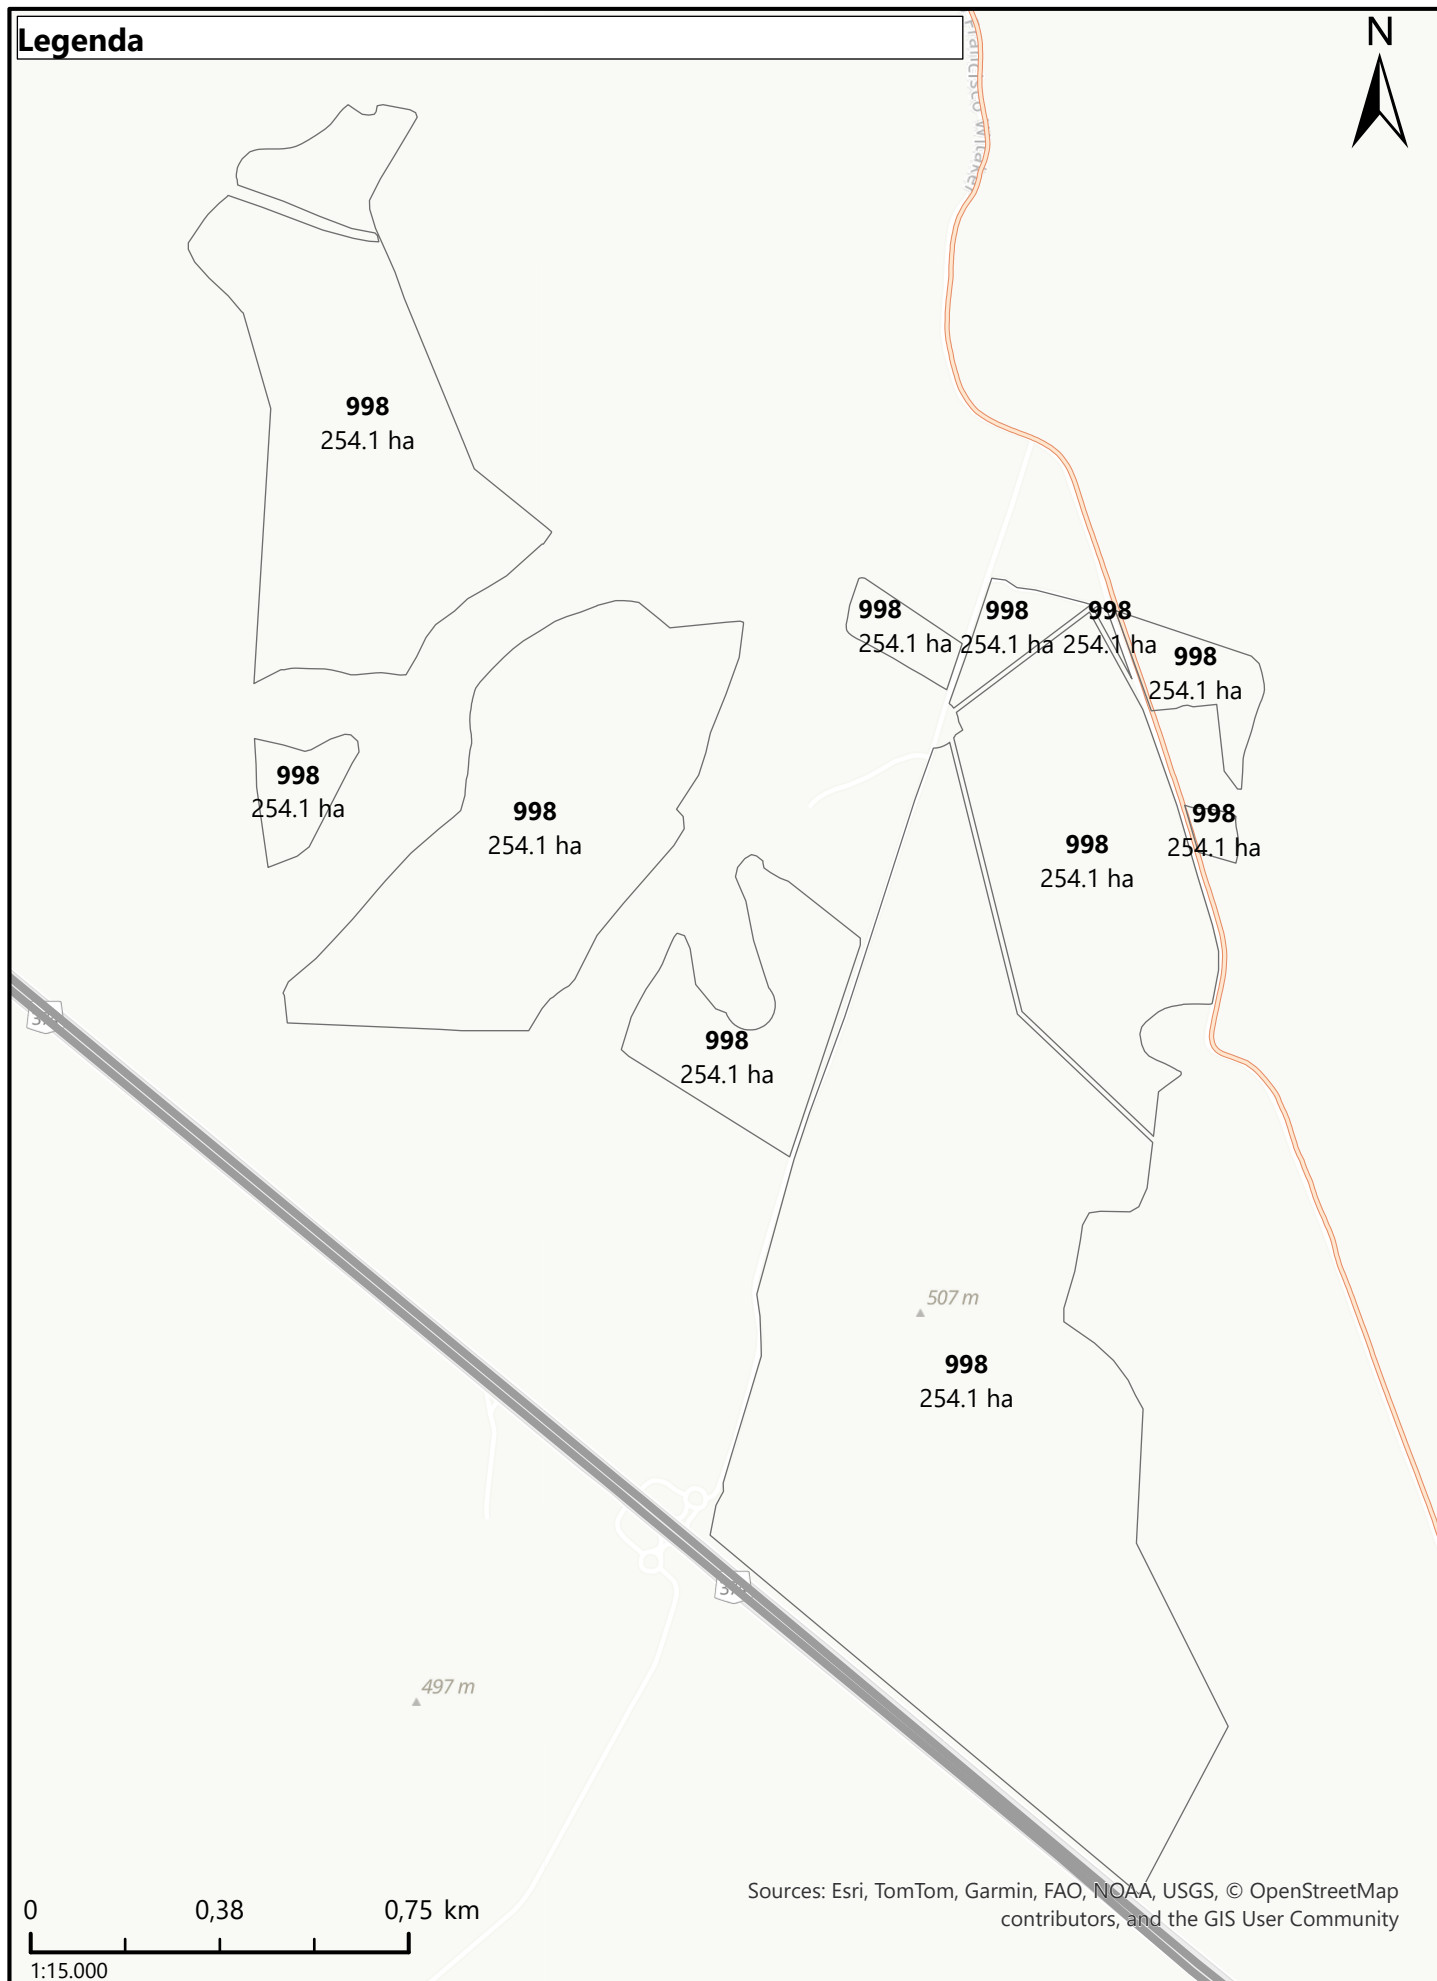 Legenda
N
Francisco Witaker
998
254.1 ha
998
254.1 ha
998
254.1 ha
998
254.1 ha
998
254.1 ha
998
254.1 ha
998
254.1 ha
998
254.1 ha
998
254.1 ha
998
254.1 ha
998
254.1 ha
507 m
497 m
0
0,38
0,75 km
1:15.000
Sources: Esri, TomTom, Garmin, FAO, NOAA, USGS, © OpenStreetMap
contributors, and the GIS User Community